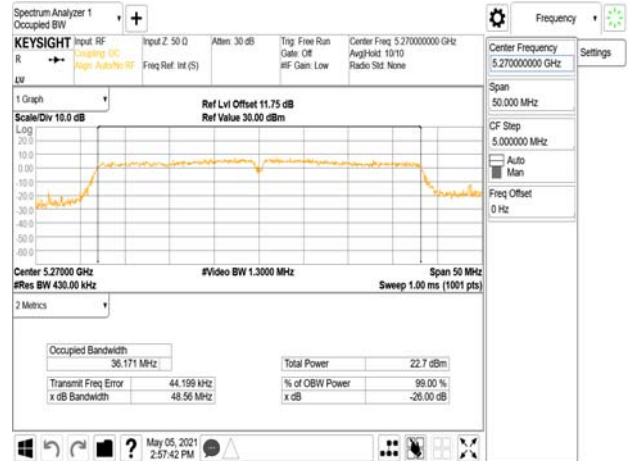 Spectrum Analyzer 1
Occupied BW
+
Frequency
KEYSIGHT
Input: RF
Coupling: DC
Align: Auto/No RF
Input Z: 50 Ω
Freq Ref: Int (S)
Atten: 30 dB
Trig: Free Run
Gate: Off
#IF Gain: Low
Center Freq: 5.270000000 GHz
Avg|Hold: 10/10
Radio Std: None
R
LV
Center Frequency
5.270000000 GHz
Settings
Span
50.000 MHz
CF Step
5.000000 MHz
Auto
Man
Freq Offset
0 Hz
1 Graph
Ref Lvl Offset 11.75 dB
Scale/Div 10.0 dB
Ref Value 30.00 dBm
Log
20.0
10.0
0.00
-10.0
-20.0
-30.0
-40.0
-50.0
-60.0
Center 5.27000 GHz
#Video BW 1.3000 MHz
Span 50 MHz
#Res BW 430.00 kHz
Sweep 1.00 ms (1001 pts)
2 Metrics
Occupied Bandwidth
36.171 MHz
Total Power 22.7 dBm
Transmit Freq Error 44.199 kHz
% of OBW Power 99.00 %
x dB Bandwidth 48.56 MHz
x dB -26.00 dB
?
May 05, 2021
2:57:42 PM